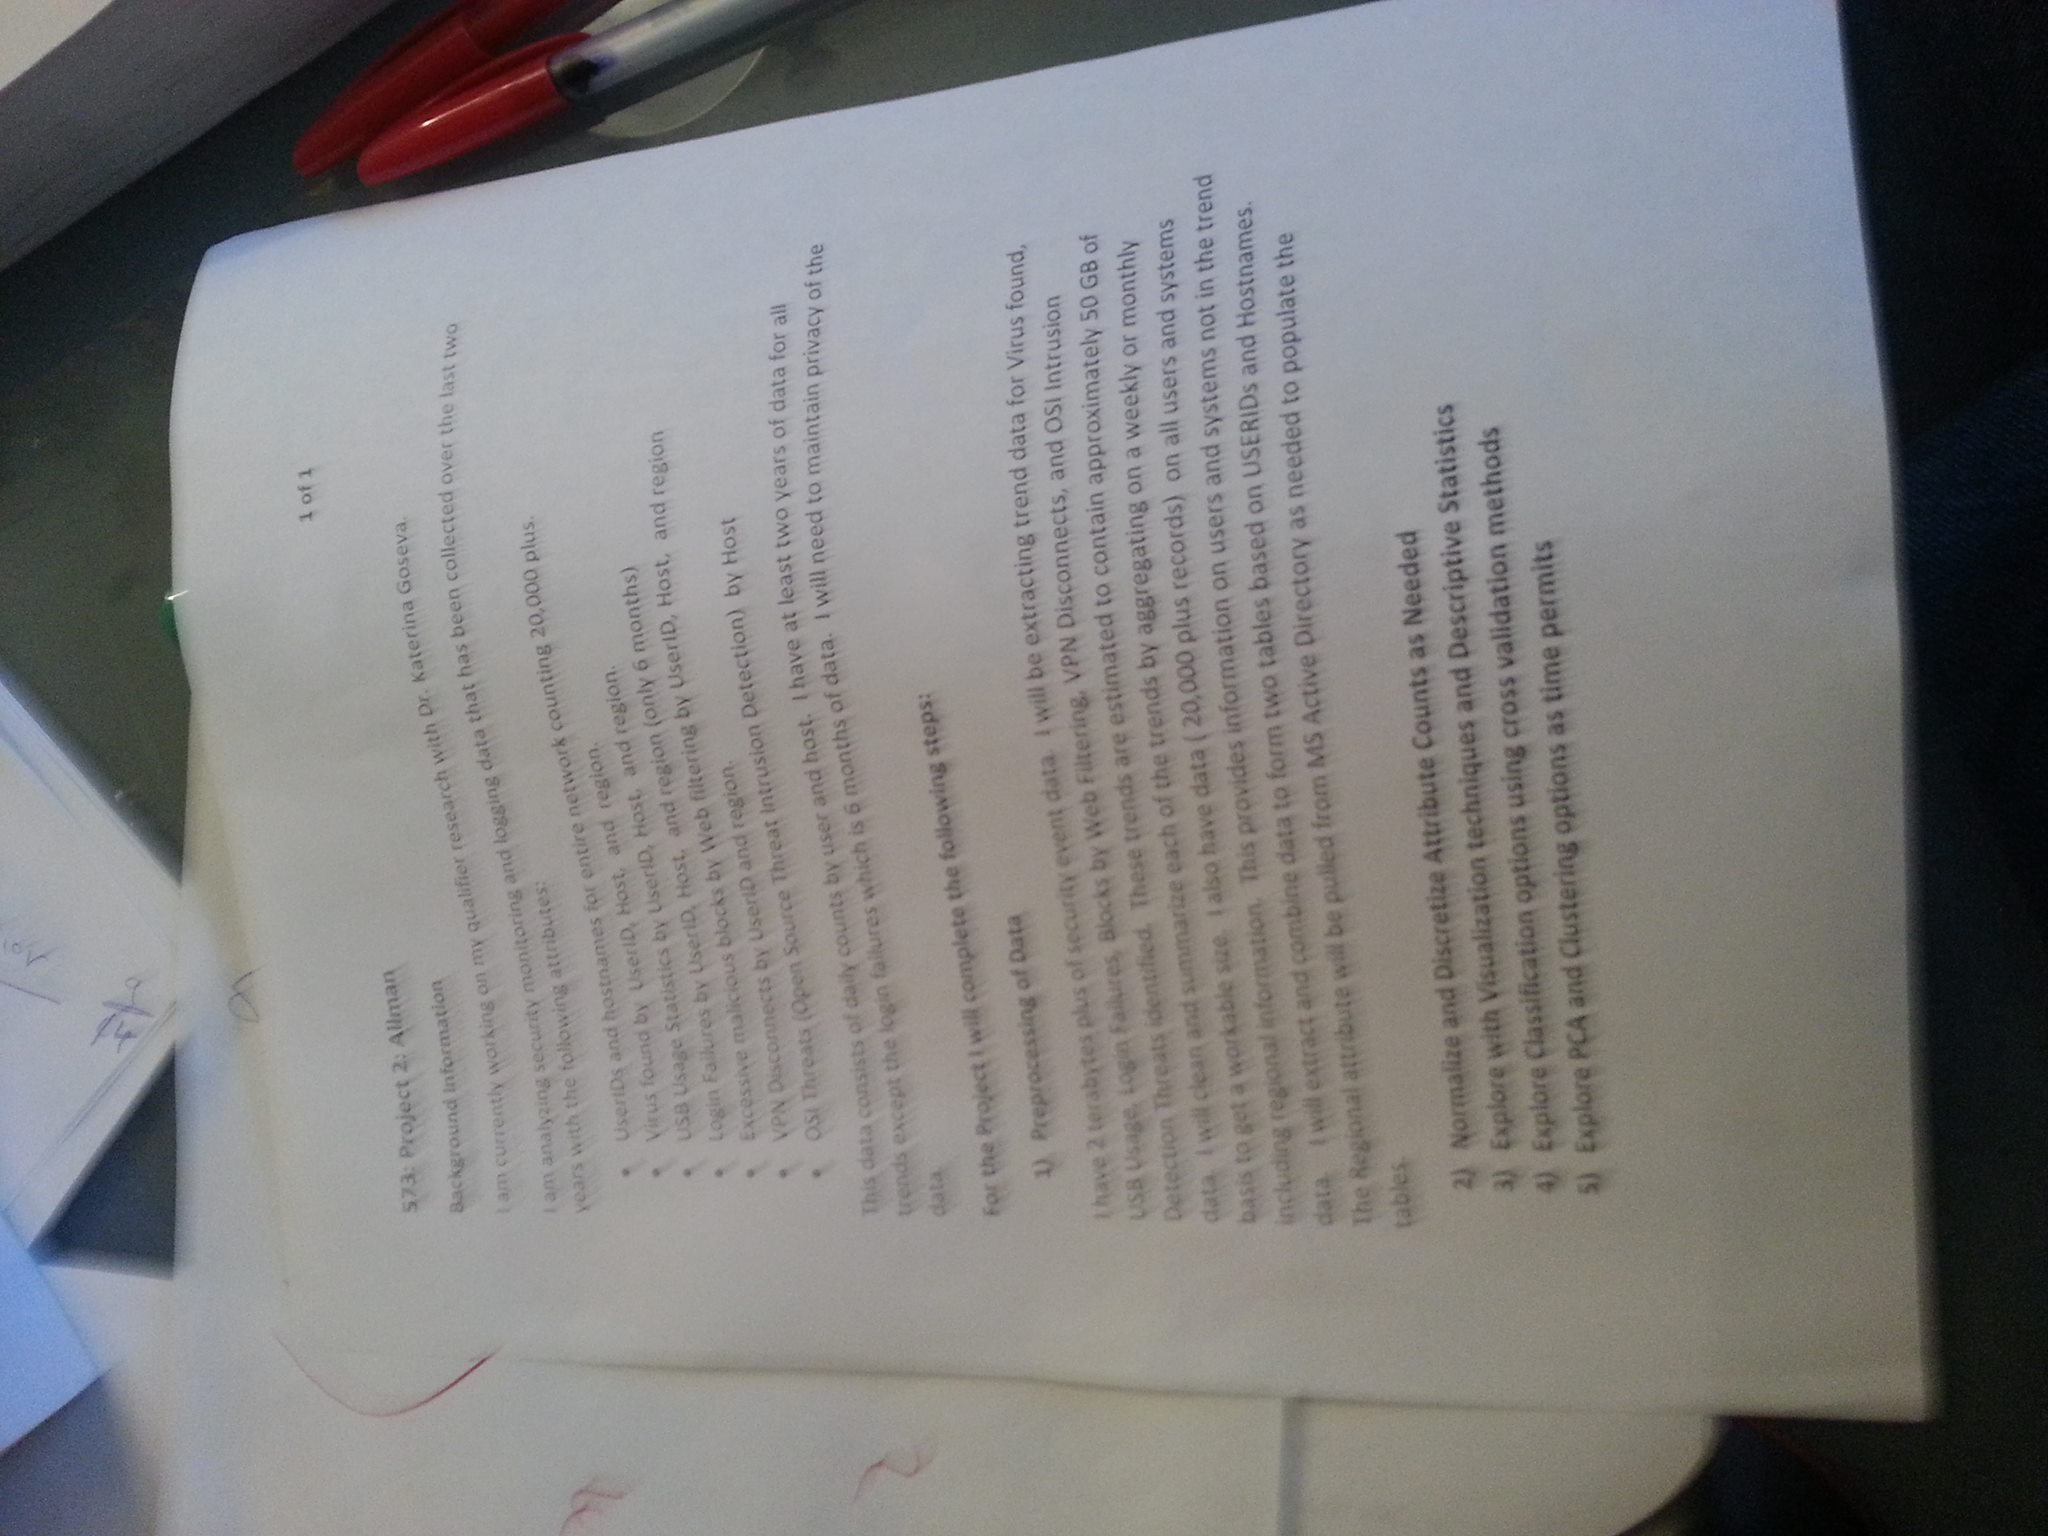 1 of 1
573: Project 2: Allman
Background Information
I am currently working on my qualifier research with Dr. Katerina Goseva.
I am analyzing security monitoring and logging data that has been collected over the last two
years with the following attributes:
• UserIDs and hostnames for entire network counting 20,000 plus.
• Virus found by UserID, Host, and region.
• USB Usage Statistics by UserID, Host, and region.
• Login Failures by UserID, Host, and region (only 6 months)
• Excessive malicious blocks by Web filtering by UserID, Host, and region
• VPN Disconnects by UserID and region.
• OSI Threats (Open Source Threat Intrusion Detection) by Host
This data consists of daily counts by user and host. I have at least two years of data for all
trends except the login failures which is 6 months of data. I will need to maintain privacy of the
data.
For the Project I will complete the following steps:
1) Preprocessing of Data
I have 2 terabytes plus of security event data. I will be extracting trend data for Virus found,
USB Usage, Login Failures, Blocks by Web Filtering, VPN Disconnects, and OSI Intrusion
Detection Threats identified. These trends are estimated to contain approximately 50 GB of
data. I will clean and summarize each of the trends by aggregating on a weekly or monthly
basis to get a workable size. I also have data ( 20,000 plus records) on all users and systems
including regional information. This provides information on users and systems not in the trend
data. I will extract and combine data to form two tables based on USERIDs and Hostnames.
The Regional attribute will be pulled from MS Active Directory as needed to populate the
tables.
2) Normalize and Discretize Attribute Counts as Needed
3) Explore with Visualization techniques and Descriptive Statistics
4) Explore Classification options using cross validation methods
5) Explore PCA and Clustering options as time permits